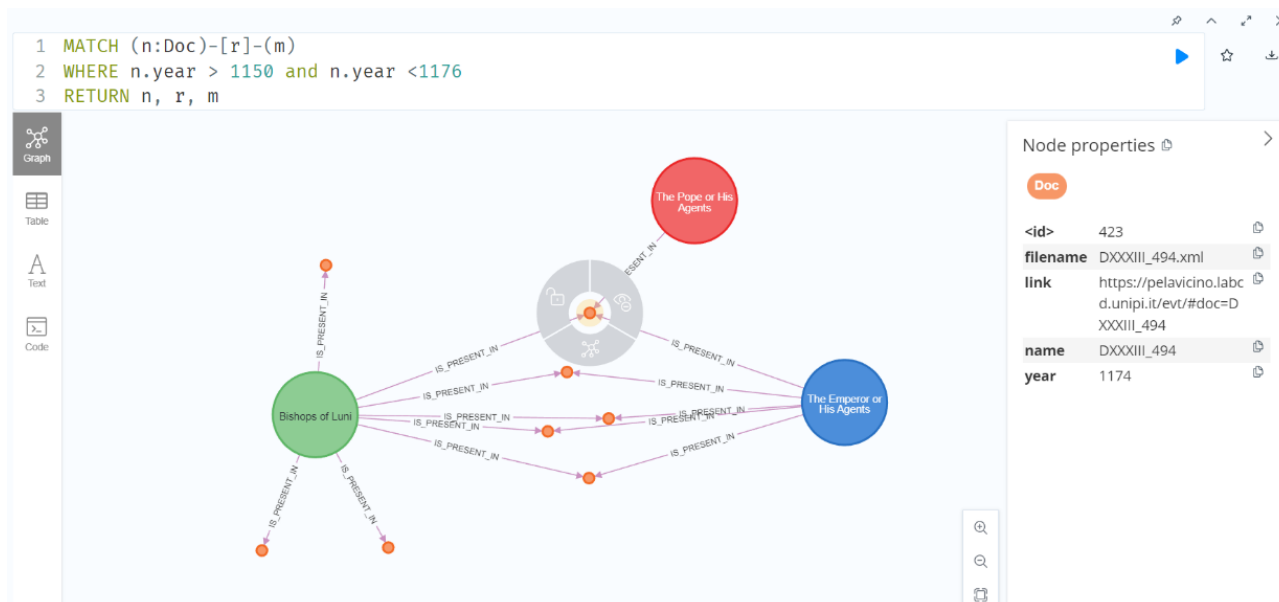 1 MATCH (n:Doc)-[r]-(m)
2 WHERE n.year > 1150 and n.year <1176
3 RETURN n, r, m
Graph
Table
Text
Code
The Pope or His
Agents
ESENT_IN
IS_PRESENT_IN
IS_PRESENT_IN
IS_PRESENT_IN
IS_PRESENT_IN
IS_PRESENT_IN
IS_PRESENT_IN
IS_PRESENT_IN
IS_PRESENT_IN
IS_PRESENT_IN
IS_PRESENT_IN
IS_PRESENT_IN
IS_PRESENT_IN
IS_PRESENT_IN
Bishops of Luni
The Emperor or
His Agents
Node properties
Doc
<id> 423
filename DXXXIII_494.xml
link https://pelavicino.labc
d.unipi.it/evt/#doc=D
XXXIII_494
name DXXXIII_494
year 1174